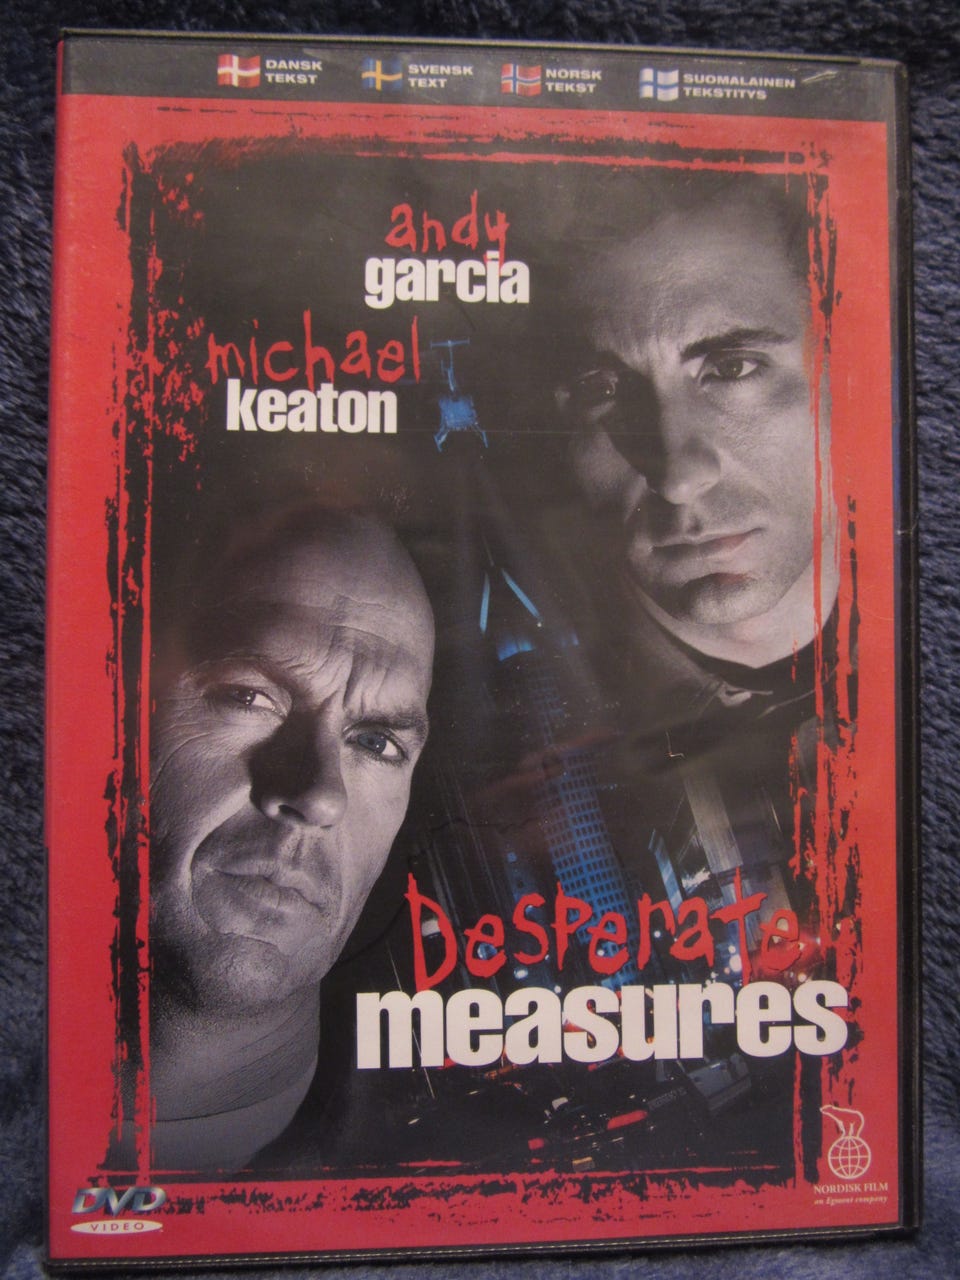 DANSK
TEKST
SVENSK
TEXT
NORSK
TEKST
SUOMALAINEN
TEKSTITYS
andy
garcia
michael
keaton
Desperate
measures
DVD
VIDEO
NORDISK FILM
an Egmont company